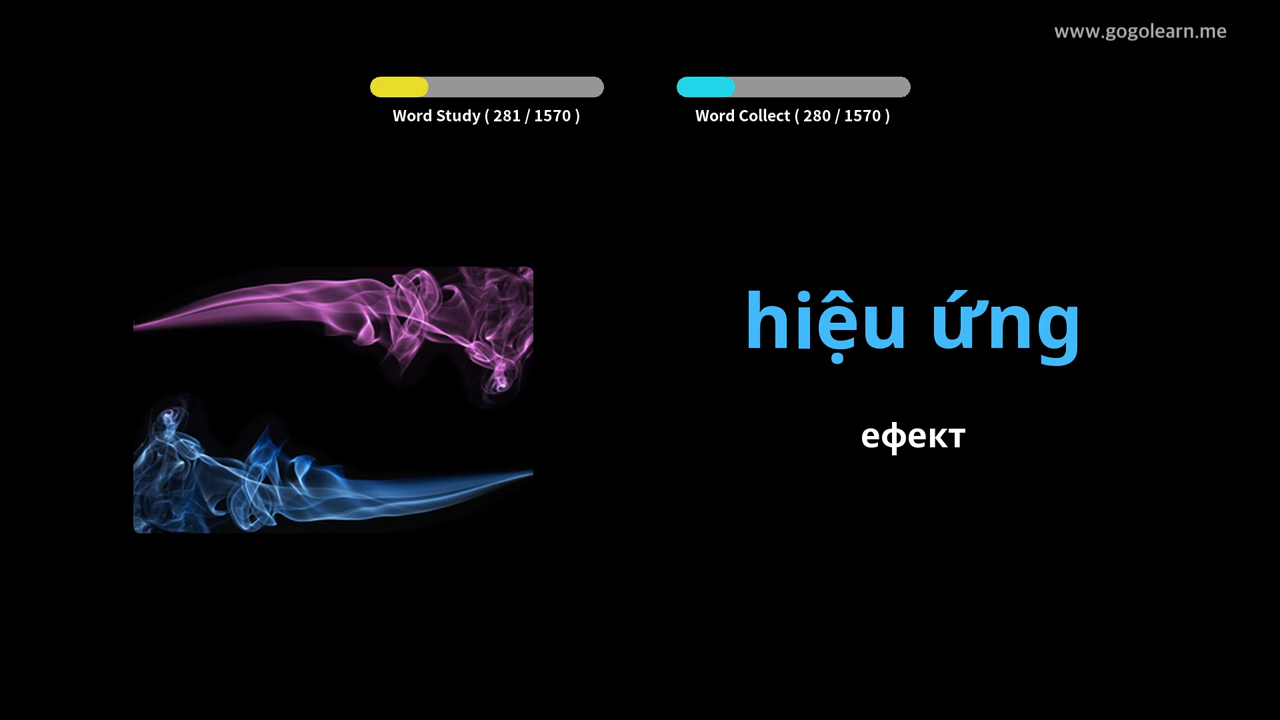 www.gogolearn.me
Word Study ( 281 / 1570 )
Word Collect ( 280 / 1570 )
hiệu ứng
ефект